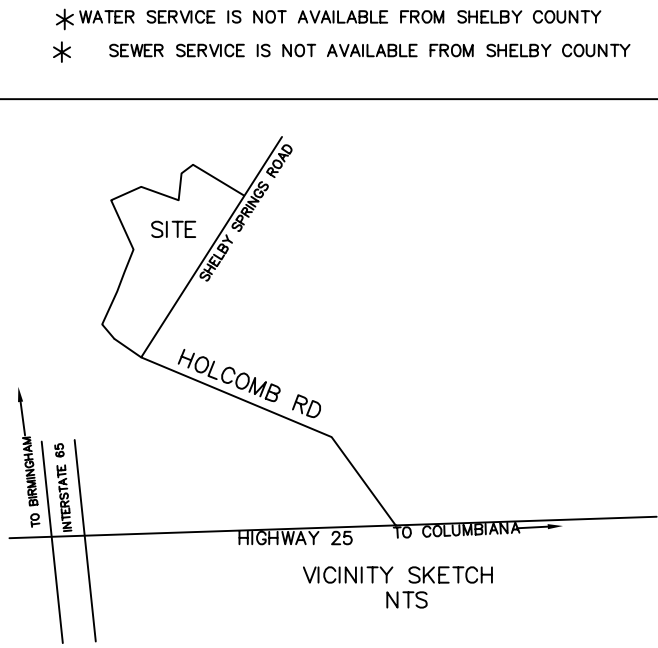 * WATER SERVICE IS NOT AVAILABLE FROM SHELBY COUNTY
* SEWER SERVICE IS NOT AVAILABLE FROM SHELBY COUNTY
SHELBY SPRINGS ROAD
SITE
HOLCOMB RD
TO BIRMINGHAM
INTERSTATE 65
HIGHWAY 25
TO COLUMBIANA
VICINITY SKETCH
NTS